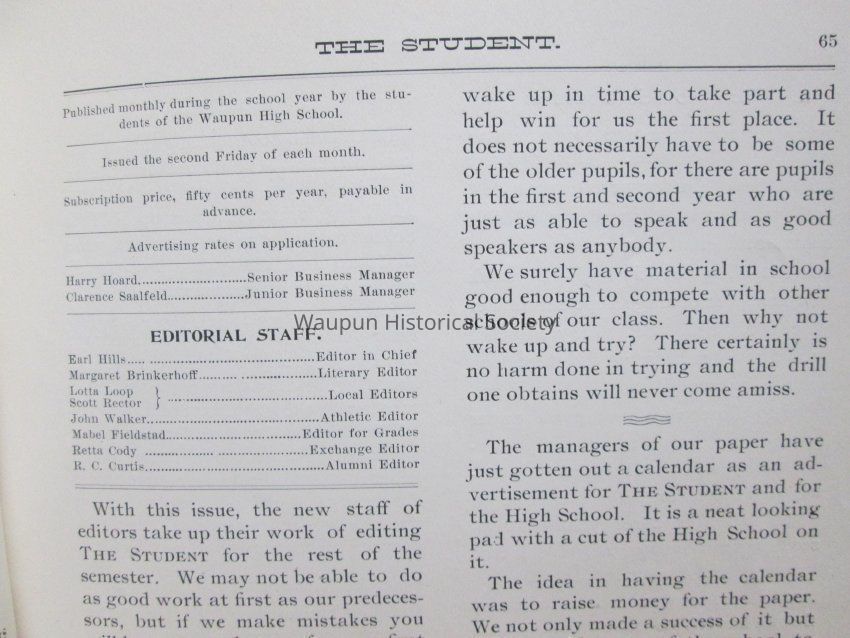 THE STUDENT.
65
Published monthly during the school year by the stu-
dents of the Waupun High School.
Issued the second Friday of each month.
Subscription price, fifty cents per year, payable in
advance.
Advertising rates on application.
Harry Hoard............................Senior Business Manager
Clarence Saalfeld....................Junior Business Manager
EDITORIAL STAFF.
Earl Hills..... ...........................................Editor in Chief
Margaret Brinkerhoff......... .....................Literary Editor
Lotta Loop
Scott Rector } .........................................Local Editors
John Walker.............................................Athletic Editor
Mabel Fieldstad...................................Editor for Grades
Retta Cody ...........................................Exchange Editor
R. C. Curtis..............................................Alumni Editor
With this issue, the new staff of
editors take up their work of editing
THE STUDENT for the rest of the
semester. We may not be able to do
as good work at first as our predeces-
sors, but if we make mistakes you
wake up in time to take part and
help win for us the first place. It
does not necessarily have to be some
of the older pupils, for there are pupils
in the first and second year who are
just as able to speak and as good
speakers as anybody.
We surely have material in school
good enough to compete with other
schools of our class. Then why not
wake up and try? There certainly is
no harm done in trying and the drill
one obtains will never come amiss.
The managers of our paper have
just gotten out a calendar as an ad-
vertisement for THE STUDENT and for
the High School. It is a neat looking
pad with a cut of the High School on
it.
The idea in having the calendar
was to raise money for the paper.
We not only made a success of it but
Waupun Historical Society